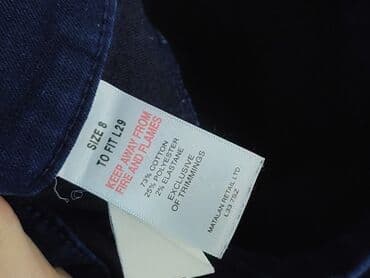 SIZE 8
TO FIT L29
KEEP AWAY FROM
FIRE AND FLAMES
73% COTTON
25% POLYESTER
2% ELASTANE
EXCLUSIVE
OF TRIMMINGS
MATALAN RETAIL LTD
L33 7SZ